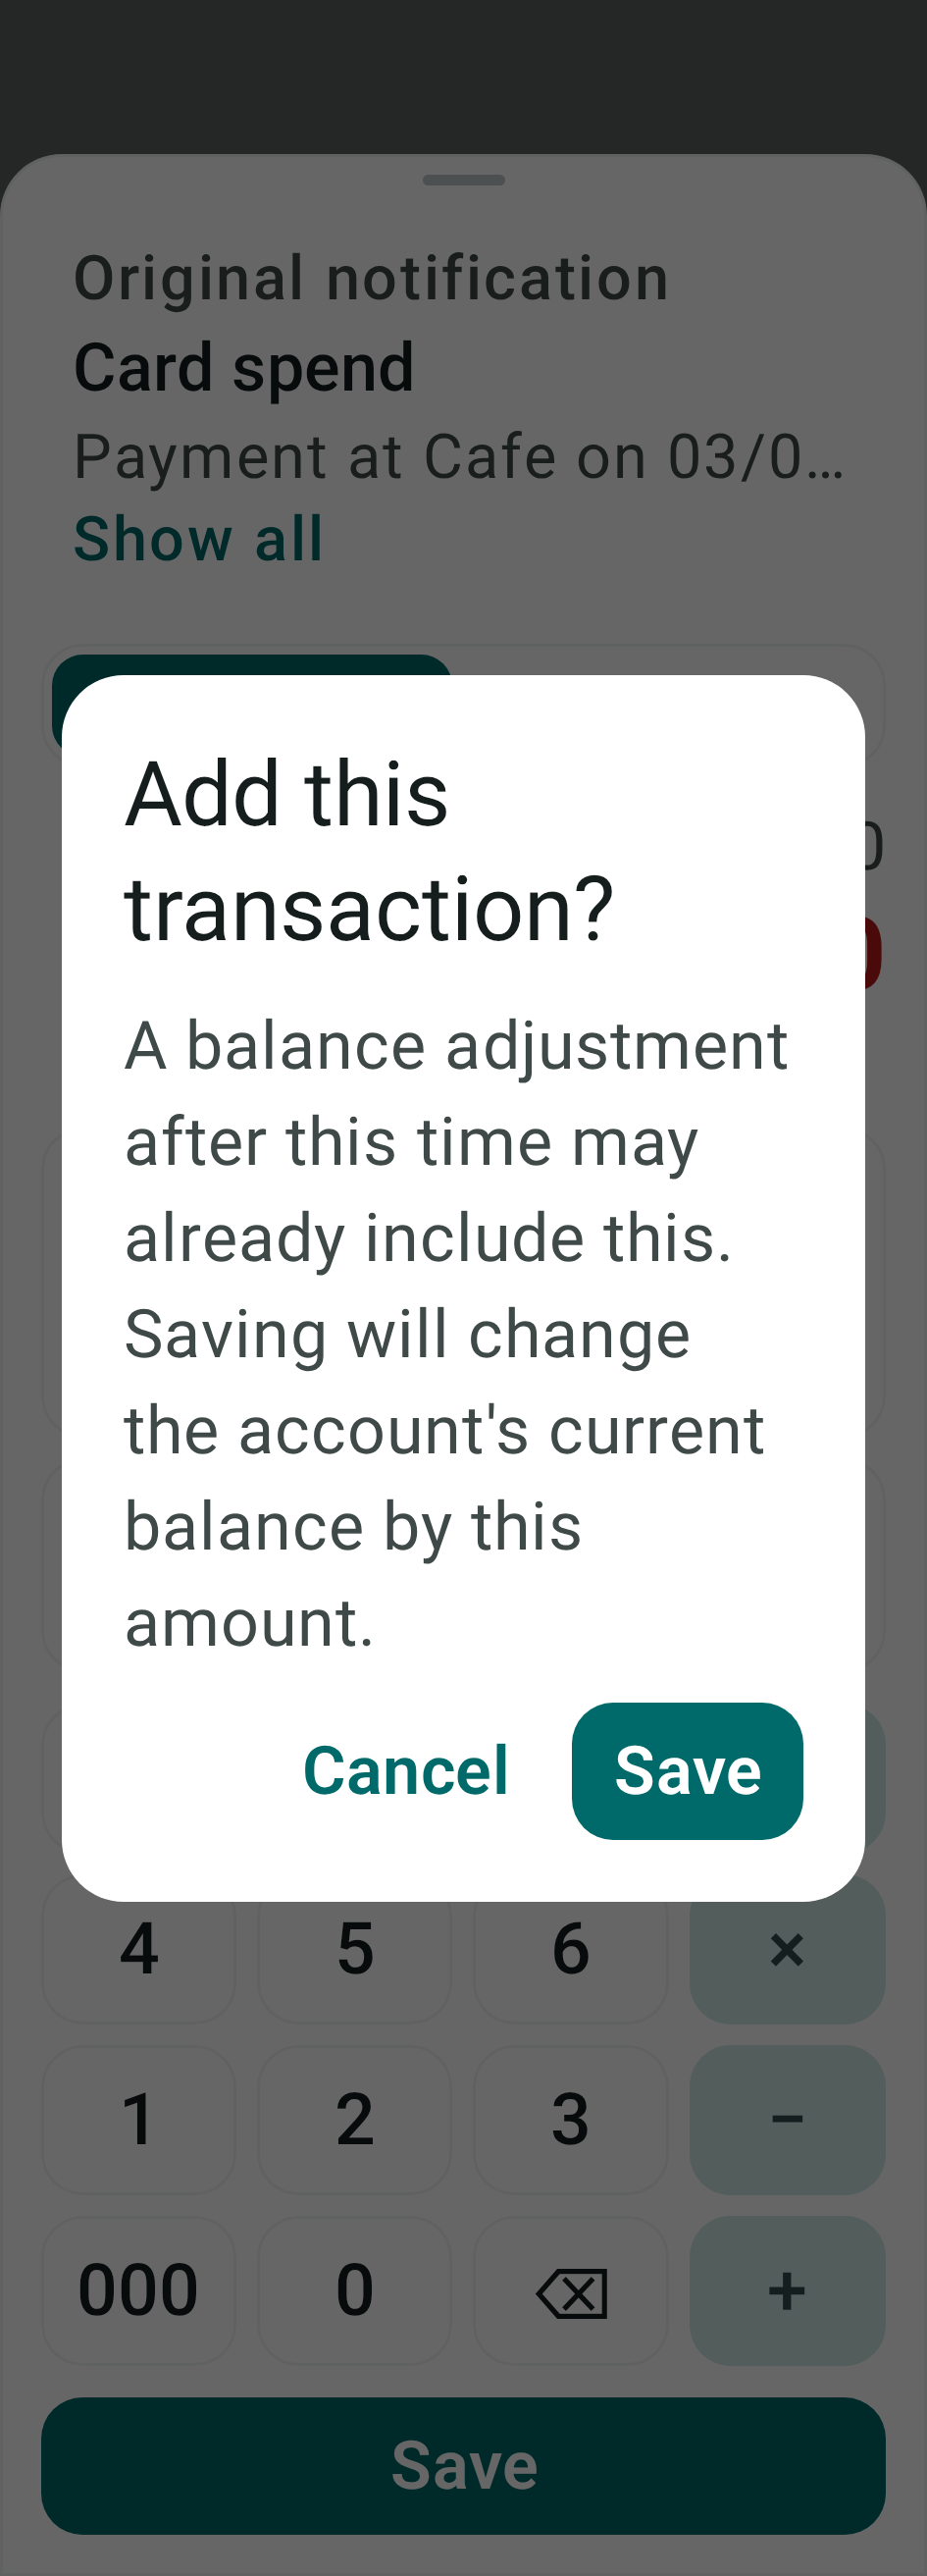 Original notification
Card spend
Payment at Cafe on 03/0…
Show all
Add this
transaction?
A balance adjustment
after this time may
already include this.
Saving will change
the account's current
balance by this
amount.
Cancel Save
4 5 6 ×
1 2 3 −
000 0 ⌫ +
Save